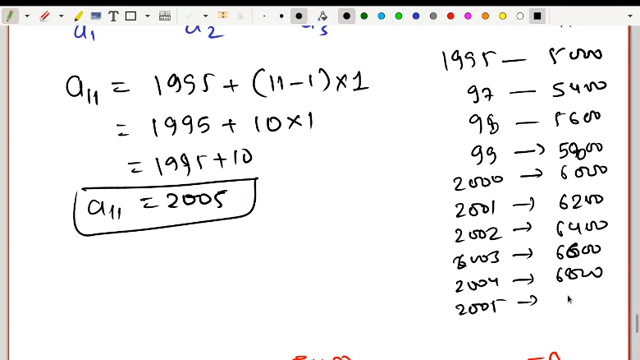 a₁ a₂ a₃
a₁₁ = 1995 + (11-1)×1
= 1995 + 10×1
= 1995+10
a₁₁ = 2005
1995 — 5000
97 — 5400
98 — 5600
99 → 5800
2000 → 6000
2001 → 6200
2002 → 6400
2003 → 6600
2004 → 6800
2005 →